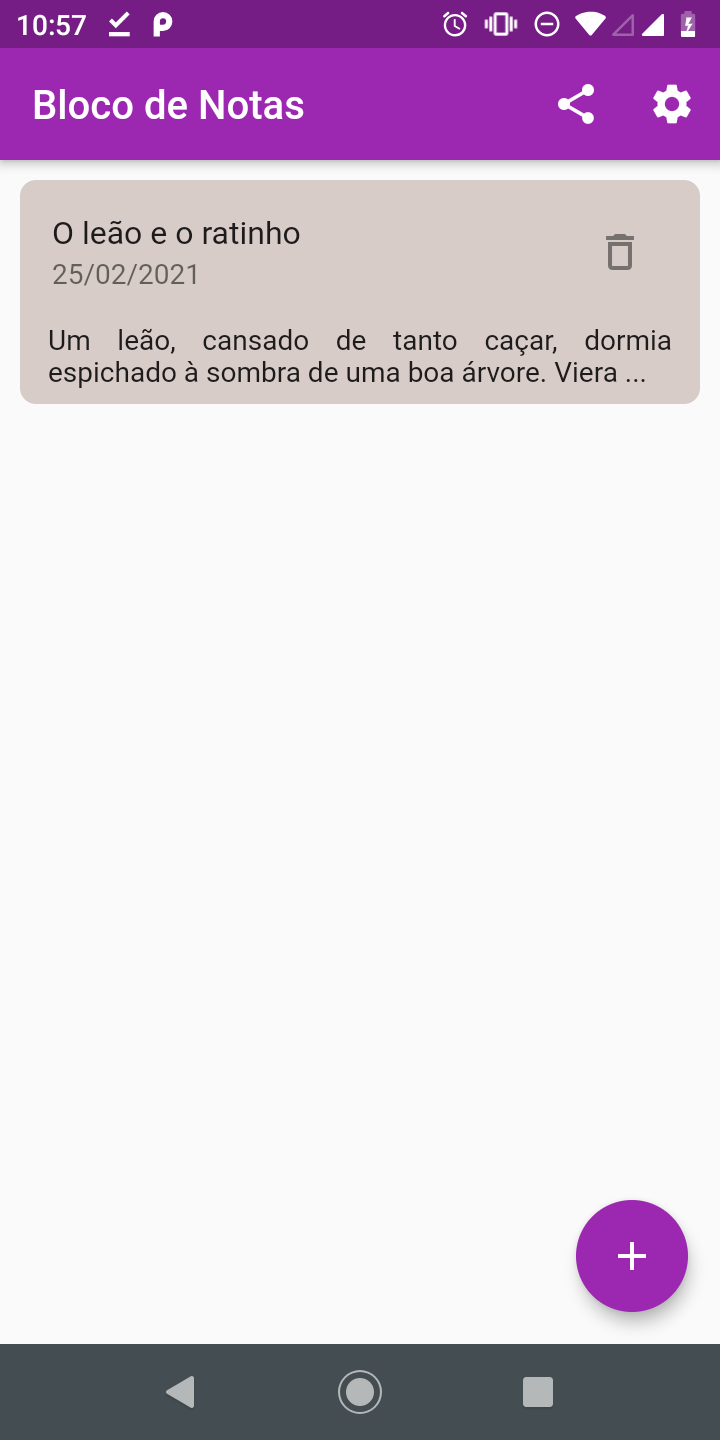 10:57
Bloco de Notas
O leão e o ratinho
25/02/2021
Um leão, cansado de tanto caçar, dormia
espichado à sombra de uma boa árvore. Viera ...